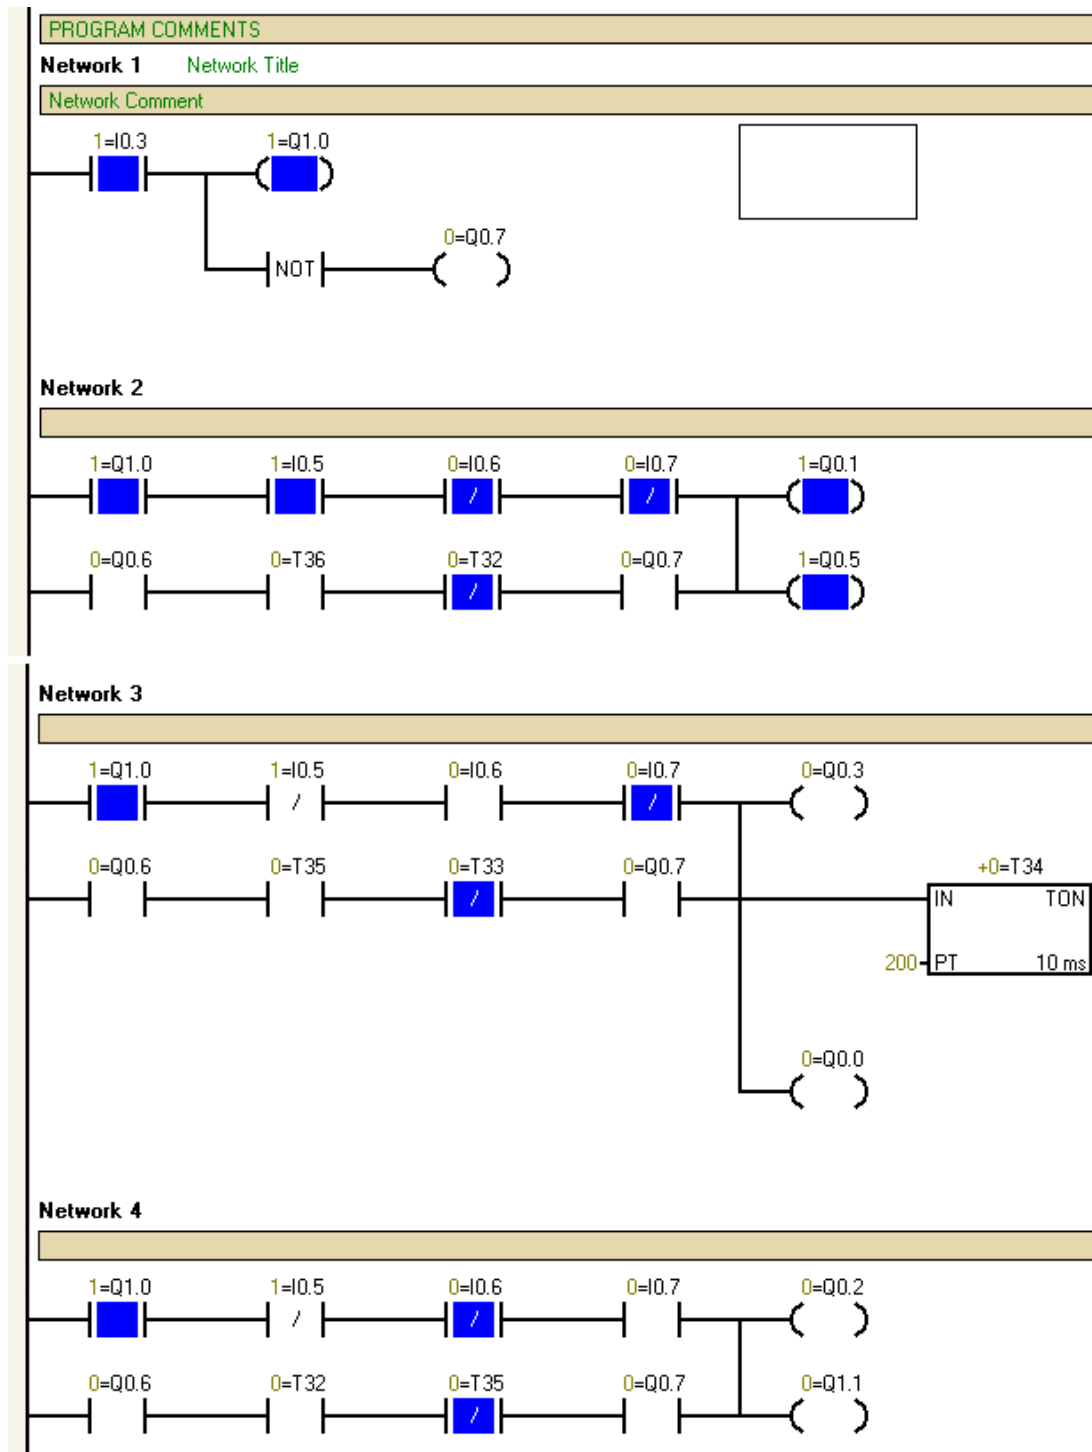 PROGRAM COMMENTS
Network 1 Network Title
Network Comment
1=I0.3 1=Q1.0
0=Q0.7
NOT
Network 2
1=Q1.0 1=I0.5 0=I0.6 0=I0.7 1=Q0.1
/ /
0=Q0.6 0=T36 0=T32 0=Q0.7 1=Q0.5
/
Network 3
1=Q1.0 1=I0.5 0=I0.6 0=I0.7 0=Q0.3
/ /
0=Q0.6 0=T35 0=T33 0=Q0.7 +0=T34
/ IN TON
200 PT 10 ms
0=Q0.0
Network 4
1=Q1.0 1=I0.5 0=I0.6 0=I0.7 0=Q0.2
/ /
0=Q0.6 0=T32 0=T35 0=Q0.7 0=Q1.1
/